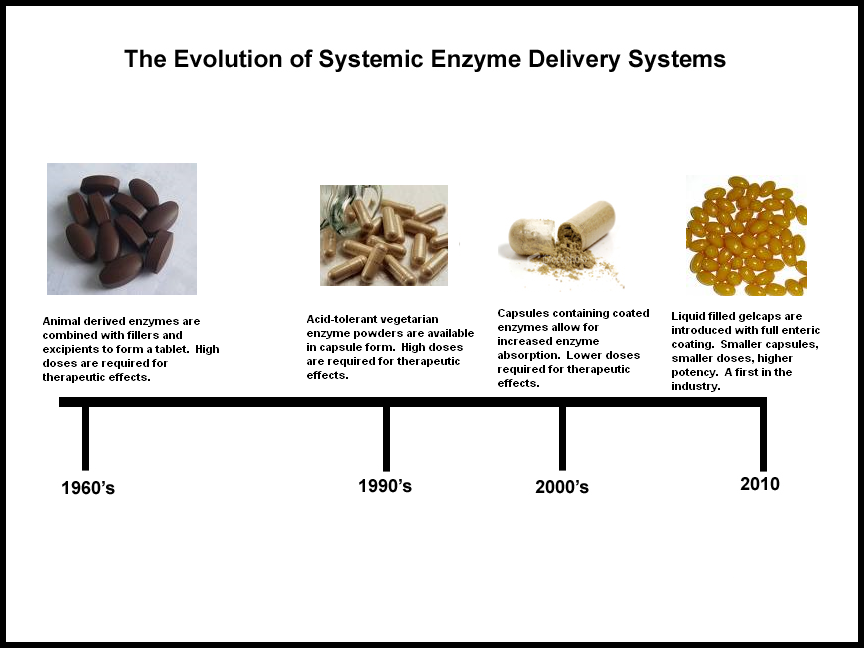 The Evolution of Systemic Enzyme Delivery Systems
Animal derived enzymes are
combined with fillers and
excipients to form a tablet.  High
doses are required for
therapeutic effects.
Acid-tolerant vegetarian
enzyme powders are available
in capsule form.  High doses
are required for therapeutic
effects.
Capsules containing coated
enzymes allow for
increased enzyme
absorption.  Lower doses
required for therapeutic
effects.
Liquid filled gelcaps are
introduced with full enteric
coating.  Smaller capsules,
smaller doses, higher
potency.  A first in the
industry.
1960’s
1990’s
2000’s
2010